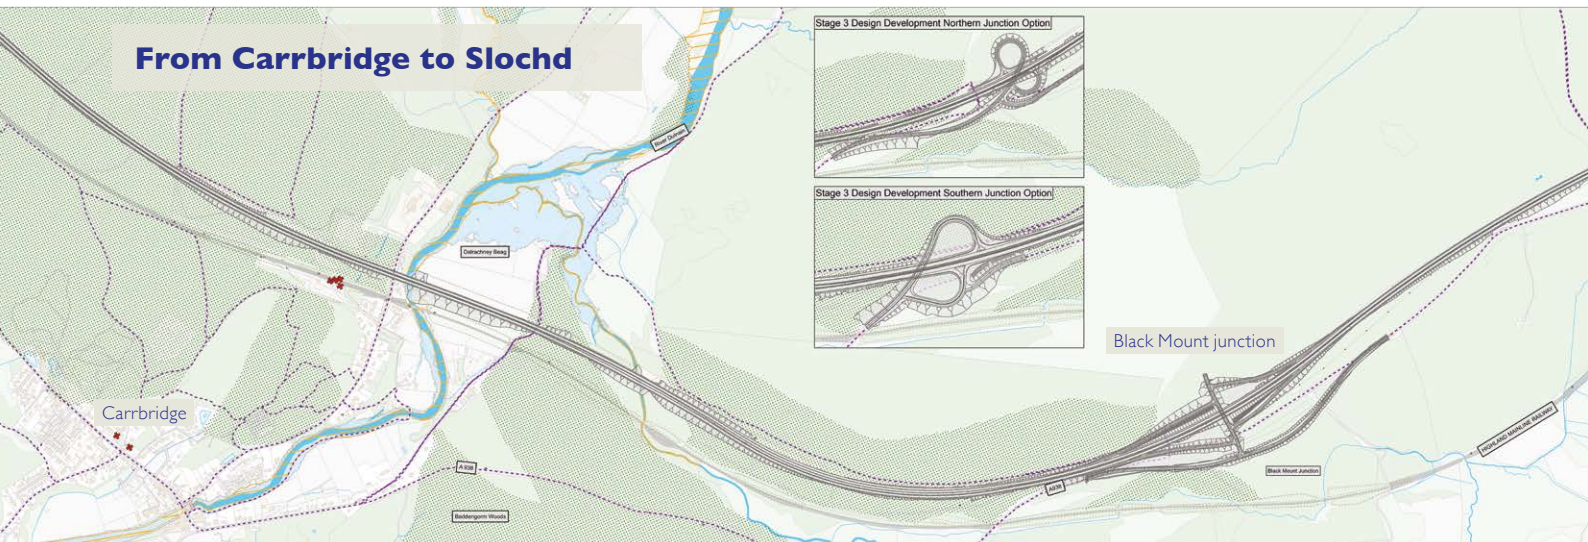 From Carrbridge to Slochd
Stage 3 Design Development Northern Junction Option
River Dulnain
Stage 3 Design Development Southern Junction Option
Dalrachney Beag
Black Mount junction
Carrbridge
HIGHLAND MAINLINE RAILWAY
A 938
Black Mount Junction
A938
Baddengorm Woods